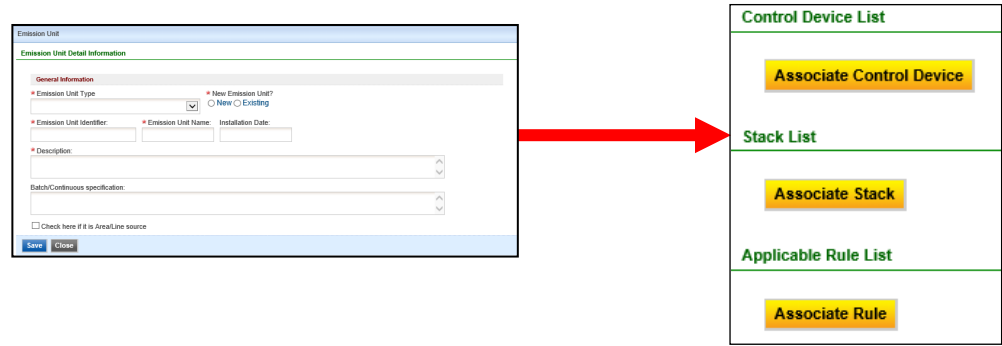 Emission Unit
Emission Unit Detail Information
General Information
* Emission Unit Type
* New Emission Unit?
New Existing
* Emission Unit Identifier:
* Emission Unit Name:
Installation Date:
* Description:
Batch/Continuous specification:
Check here if it is Area/Line source
Save
Close
Control Device List
Associate Control Device
Stack List
Associate Stack
Applicable Rule List
Associate Rule